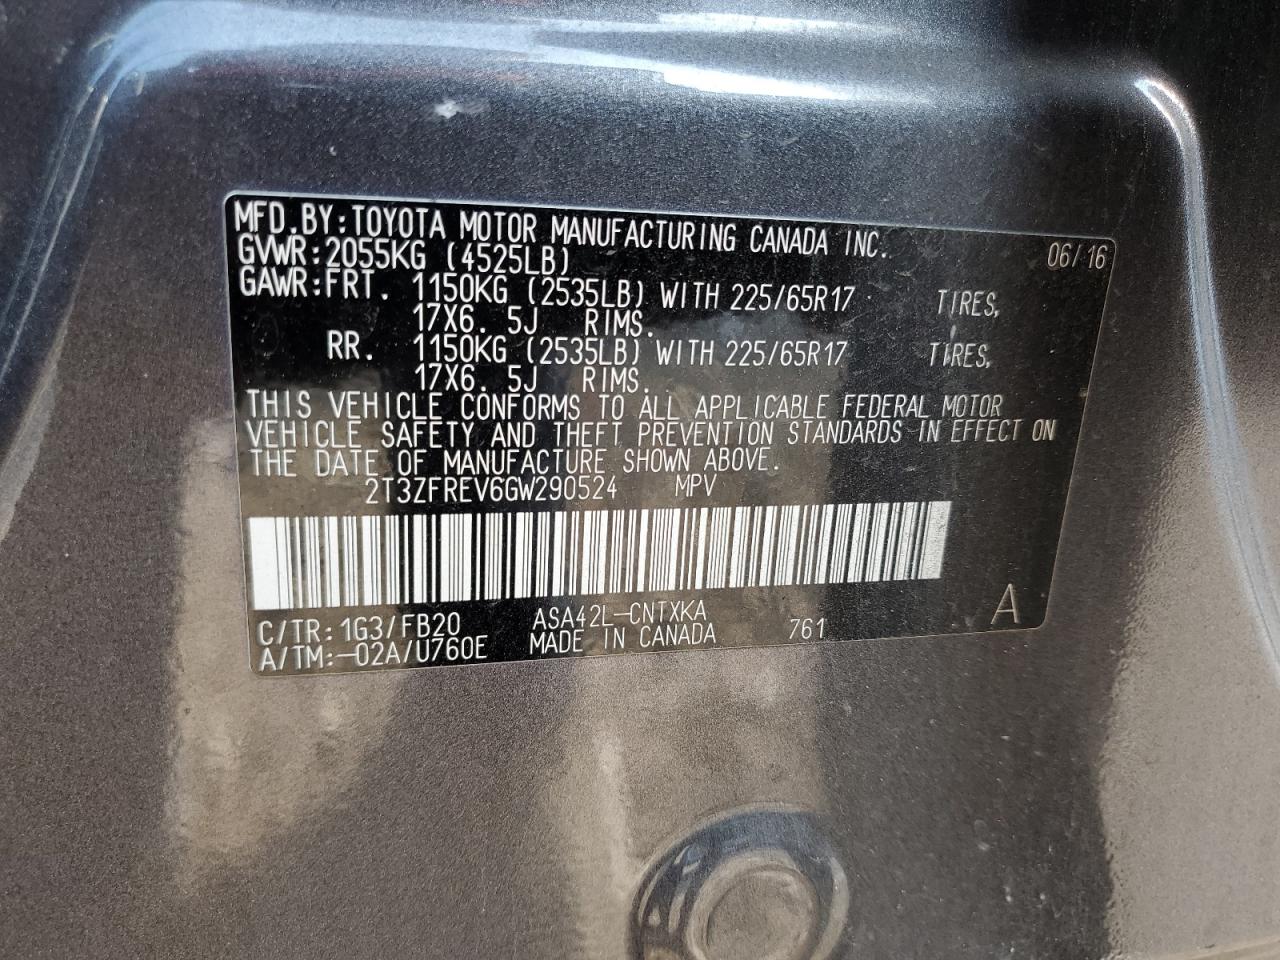 MFD.BY:TOYOTA MOTOR MANUFACTURING CANADA INC.
GVWR:2055KG (4525LB) 06/16
GAWR:FRT. 1150KG (2535LB) WITH 225/65R17 TIRES,
17X6. 5J RIMS.
RR. 1150KG (2535LB) WITH 225/65R17 TIRES,
17X6. 5J RIMS.
THIS VEHICLE CONFORMS TO ALL APPLICABLE FEDERAL MOTOR
VEHICLE SAFETY AND THEFT PREVENTION STANDARDS IN EFFECT ON
THE DATE OF MANUFACTURE SHOWN ABOVE.
2T3ZFREV6GW290524 MPV
C/TR:1G3/FB20 ASA42L-CNTXKA A
A/TM:-02A/U760E MADE IN CANADA 761